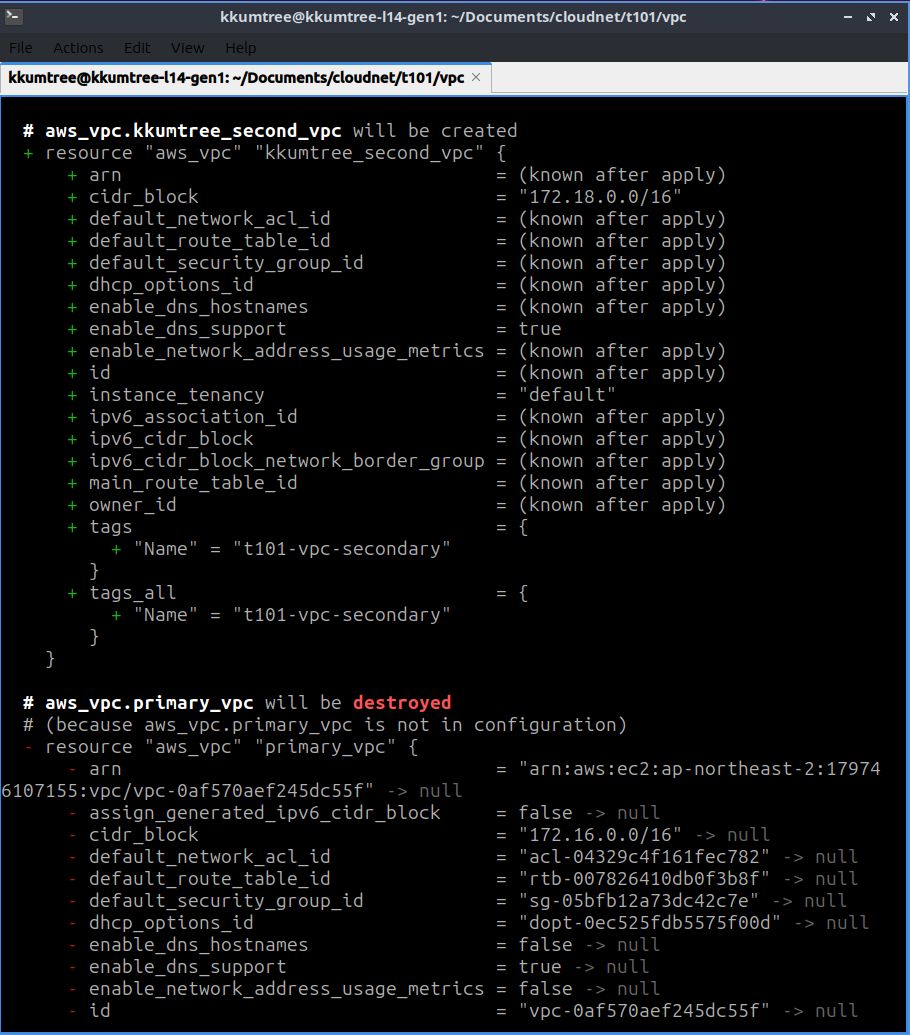 kkumtree@kkumtree-l14-gen1: ~/Documents/cloudnet/t101/vpc
File Actions Edit View Help
kkumtree@kkumtree-l14-gen1: ~/Documents/cloudnet/t101/vpc ×
# aws_vpc.kkumtree_second_vpc will be created
+ resource "aws_vpc" "kkumtree_second_vpc" {
+ arn = (known after apply)
+ cidr_block = "172.18.0.0/16"
+ default_network_acl_id = (known after apply)
+ default_route_table_id = (known after apply)
+ default_security_group_id = (known after apply)
+ dhcp_options_id = (known after apply)
+ enable_dns_hostnames = (known after apply)
+ enable_dns_support = true
+ enable_network_address_usage_metrics = (known after apply)
+ id = (known after apply)
+ instance_tenancy = "default"
+ ipv6_association_id = (known after apply)
+ ipv6_cidr_block = (known after apply)
+ ipv6_cidr_block_network_border_group = (known after apply)
+ main_route_table_id = (known after apply)
+ owner_id = (known after apply)
+ tags = {
+ "Name" = "t101-vpc-secondary"
}
+ tags_all = {
+ "Name" = "t101-vpc-secondary"
}
}
# aws_vpc.primary_vpc will be destroyed
# (because aws_vpc.primary_vpc is not in configuration)
- resource "aws_vpc" "primary_vpc" {
- arn = "arn:aws:ec2:ap-northeast-2:17974
6107155:vpc/vpc-0af570aef245dc55f" -> null
- assign_generated_ipv6_cidr_block = false -> null
- cidr_block = "172.16.0.0/16" -> null
- default_network_acl_id = "acl-04329c4f161fec782" -> null
- default_route_table_id = "rtb-007826410db0f3b8f" -> null
- default_security_group_id = "sg-05bfb12a73dc42c7e" -> null
- dhcp_options_id = "dopt-0ec525fdb5575f00d" -> null
- enable_dns_hostnames = false -> null
- enable_dns_support = true -> null
- enable_network_address_usage_metrics = false -> null
- id = "vpc-0af570aef245dc55f" -> null